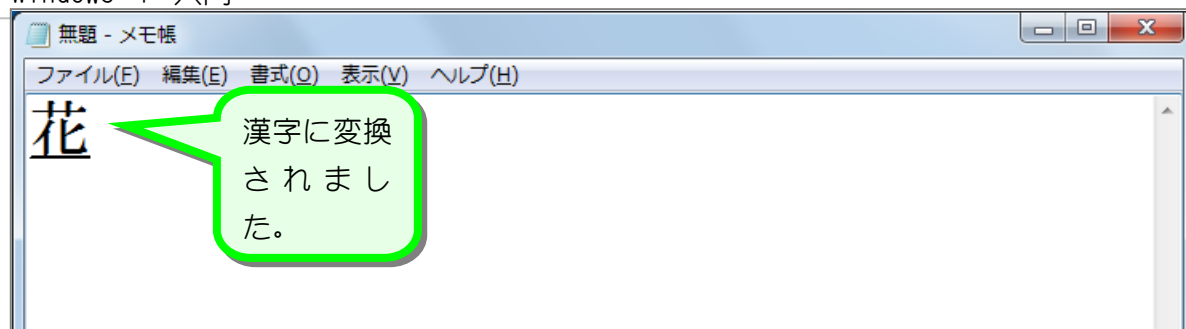 無題 - メモ帳
ファイル(F) 編集(E) 書式(O) 表示(V) ヘルプ(H)
花
漢字に変換
されまし
た。